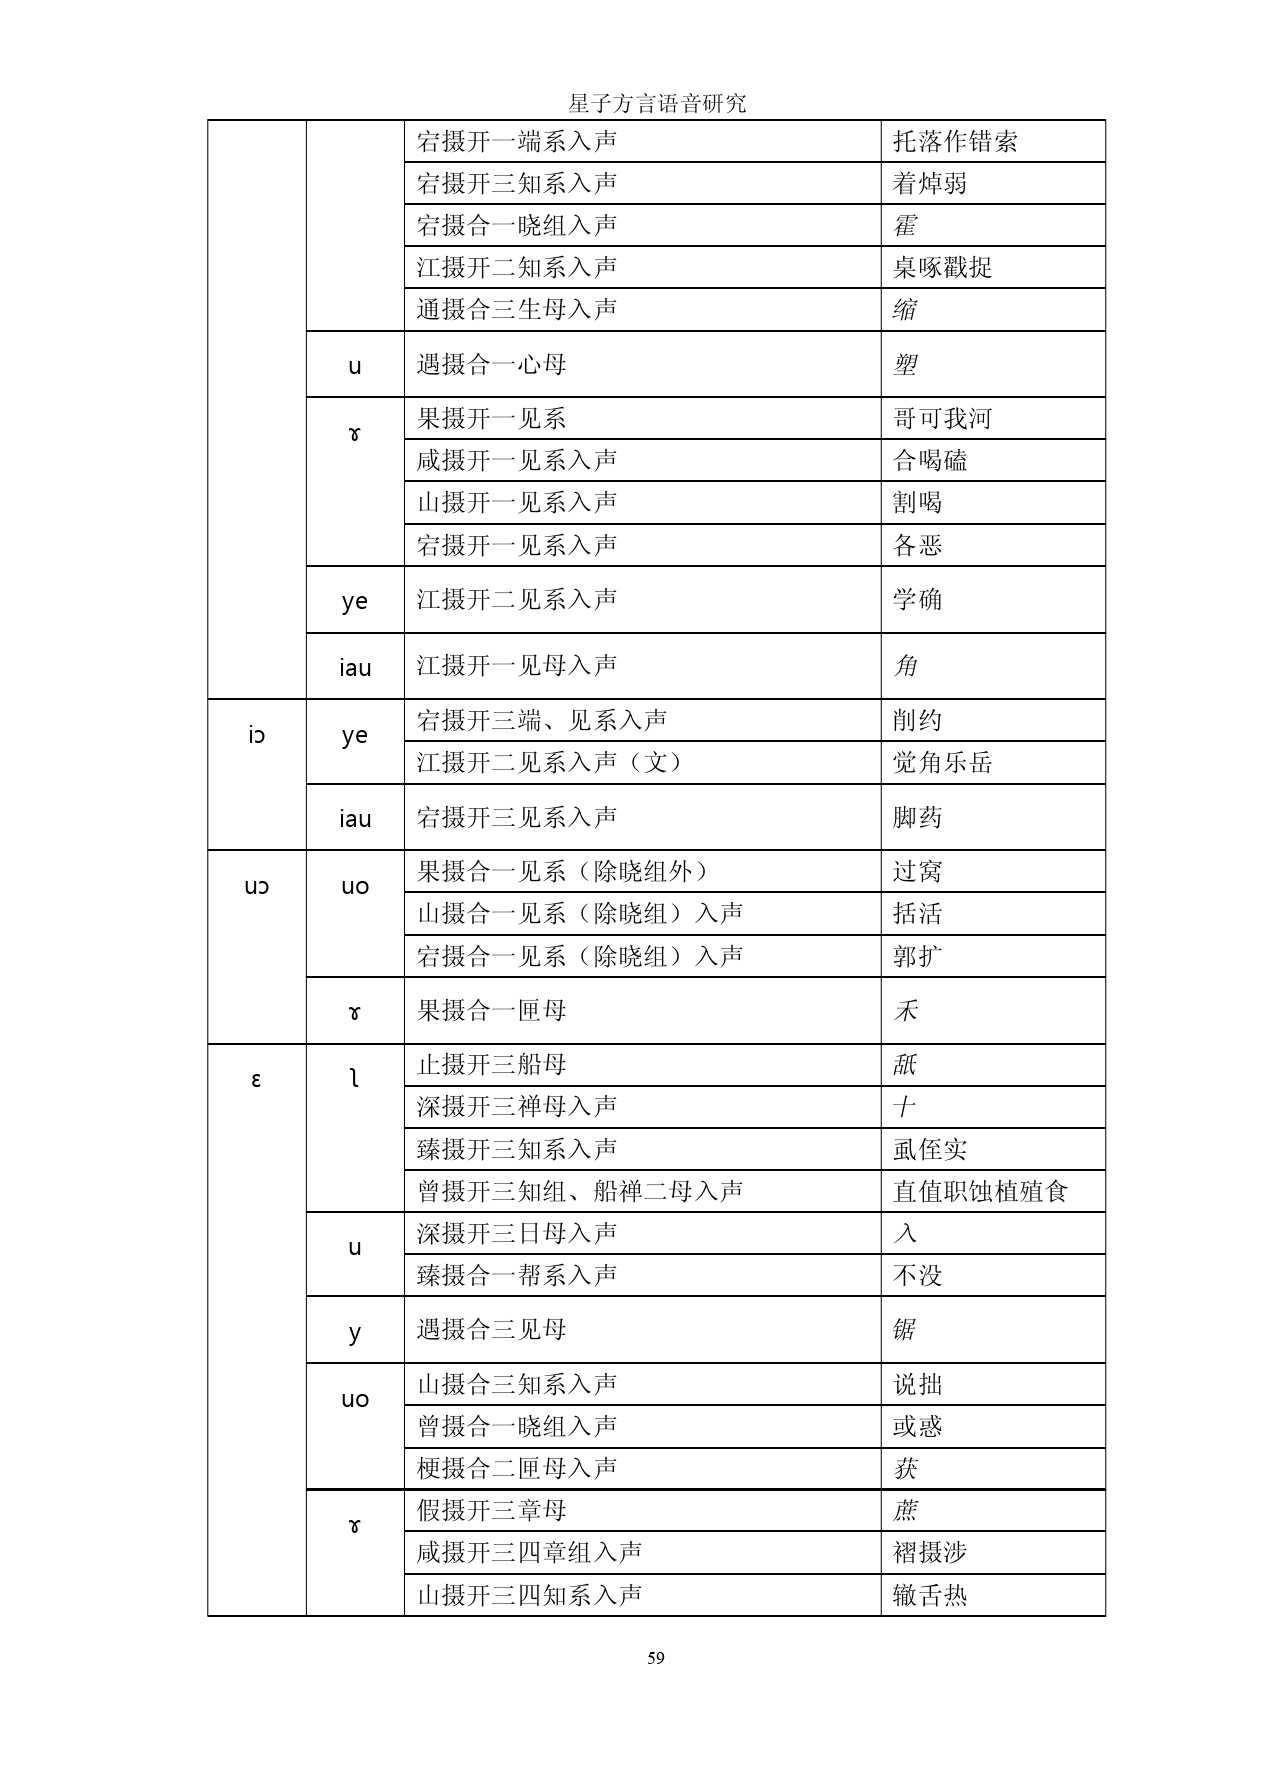 星子方言语音研究
宕摄开一端系入声 托落作错索
宕摄开三知系入声 着焯弱
宕摄合一晓组入声 霍
江摄开二知系入声 桌啄戳捉
通摄合三生母入声 缩
u 遇摄合一心母 塑
ɤ 果摄开一见系 哥可我河
咸摄开一见系入声 合喝磕
山摄开一见系入声 割喝
宕摄开一见系入声 各恶
ye 江摄开二见系入声 学确
iau 江摄开一见母入声 角
iɔ ye 宕摄开三端、见系入声 削约
江摄开二见系入声（文） 觉角乐岳
iau 宕摄开三见系入声 脚药
uɔ uo 果摄合一见系（除晓组外） 过窝
山摄合一见系（除晓组）入声 括活
宕摄合一见系（除晓组）入声 郭扩
ɤ 果摄合一匣母 禾
ɛ ʅ 止摄开三船母 舐
深摄开三禅母入声 十
臻摄开三知系入声 虱侄实
曾摄开三知组、船禅二母入声 直值职蚀植殖食
u 深摄开三日母入声 入
臻摄合一帮系入声 不没
y 遇摄合三见母 锯
uo 山摄合三知系入声 说拙
曾摄合一晓组入声 或惑
梗摄合二匣母入声 获
ɤ 假摄开三章母 蔗
咸摄开三四章组入声 褶摄涉
山摄开三四知系入声 辙舌热
59